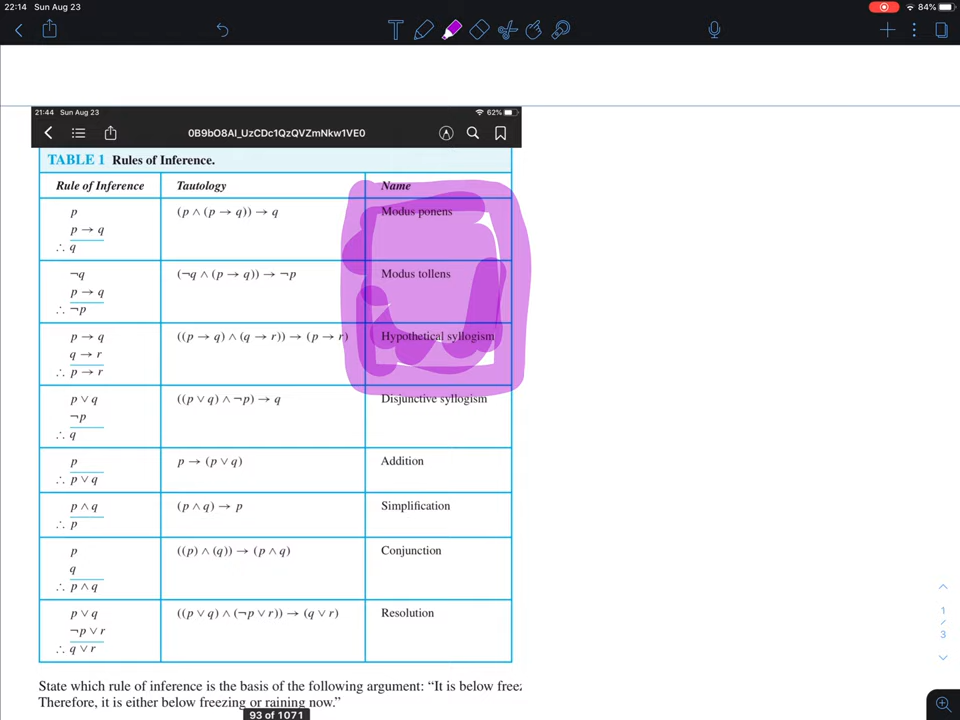 22:14 Sun Aug 23
84%
21:44 Sun Aug 23
62%
0B9bO8AI_UzCDc1QzQVZmNkw1VE0
TABLE 1 Rules of Inference.
Rule of Inference Tautology Name
p
p → q
∴ q
(p ∧ (p → q)) → q
Modus ponens
¬q
p → q
∴ ¬p
(¬q ∧ (p → q)) → ¬p
Modus tollens
p → q
q → r
∴ p → r
((p → q) ∧ (q → r)) → (p → r)
Hypothetical syllogism
p ∨ q
¬p
∴ q
((p ∨ q) ∧ ¬p) → q
Disjunctive syllogism
p
∴ p ∨ q
p → (p ∨ q)
Addition
p ∧ q
∴ p
(p ∧ q) → p
Simplification
p
q
∴ p ∧ q
((p) ∧ (q)) → (p ∧ q)
Conjunction
p ∨ q
¬p ∨ r
∴ q ∨ r
((p ∨ q) ∧ (¬p ∨ r)) → (q ∨ r)
Resolution
State which rule of inference is the basis of the following argument: “It is below
Therefore, it is either below freezing or raining now.”
93 of 1071
1
/
3